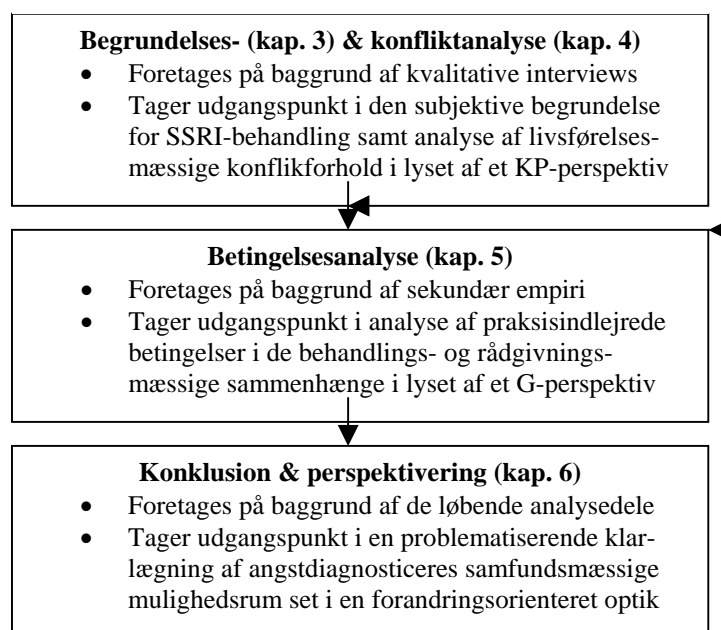 Begrundelses- (kap. 3) & konfliktanalyse (kap. 4)
• Foretages på baggrund af kvalitative interviews
• Tager udgangspunkt i den subjektive begrundelse
for SSRI-behandling samt analyse af livsførelses-
mæssige konflikforhold i lyset af et KP-perspektiv
Betingelsesanalyse (kap. 5)
• Foretages på baggrund af sekundær empiri
• Tager udgangspunkt i analyse af praksisindlejrede
betingelser i de behandlings- og rådgivnings-
mæssige sammenhænge i lyset af et G-perspektiv
Konklusion & perspektivering (kap. 6)
• Foretages på baggrund af de løbende analysedele
• Tager udgangspunkt i en problematiserende klar-
lægning af angstdiagnosticeres samfundsmæssige
mulighedsrum set i en forandringsorienteret optik